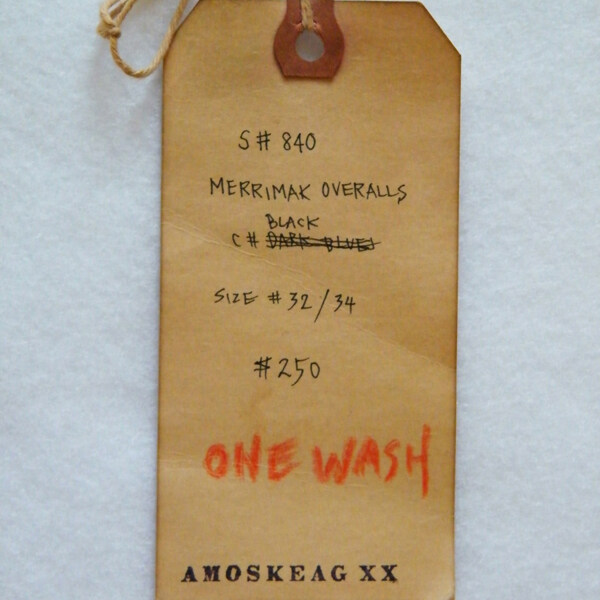 S# 840
MERRIMAK OVERALLS
BLACK
C# DARK BLUE
SIZE # 32/34
#250
ONE WASH
AMOSKEAG XX